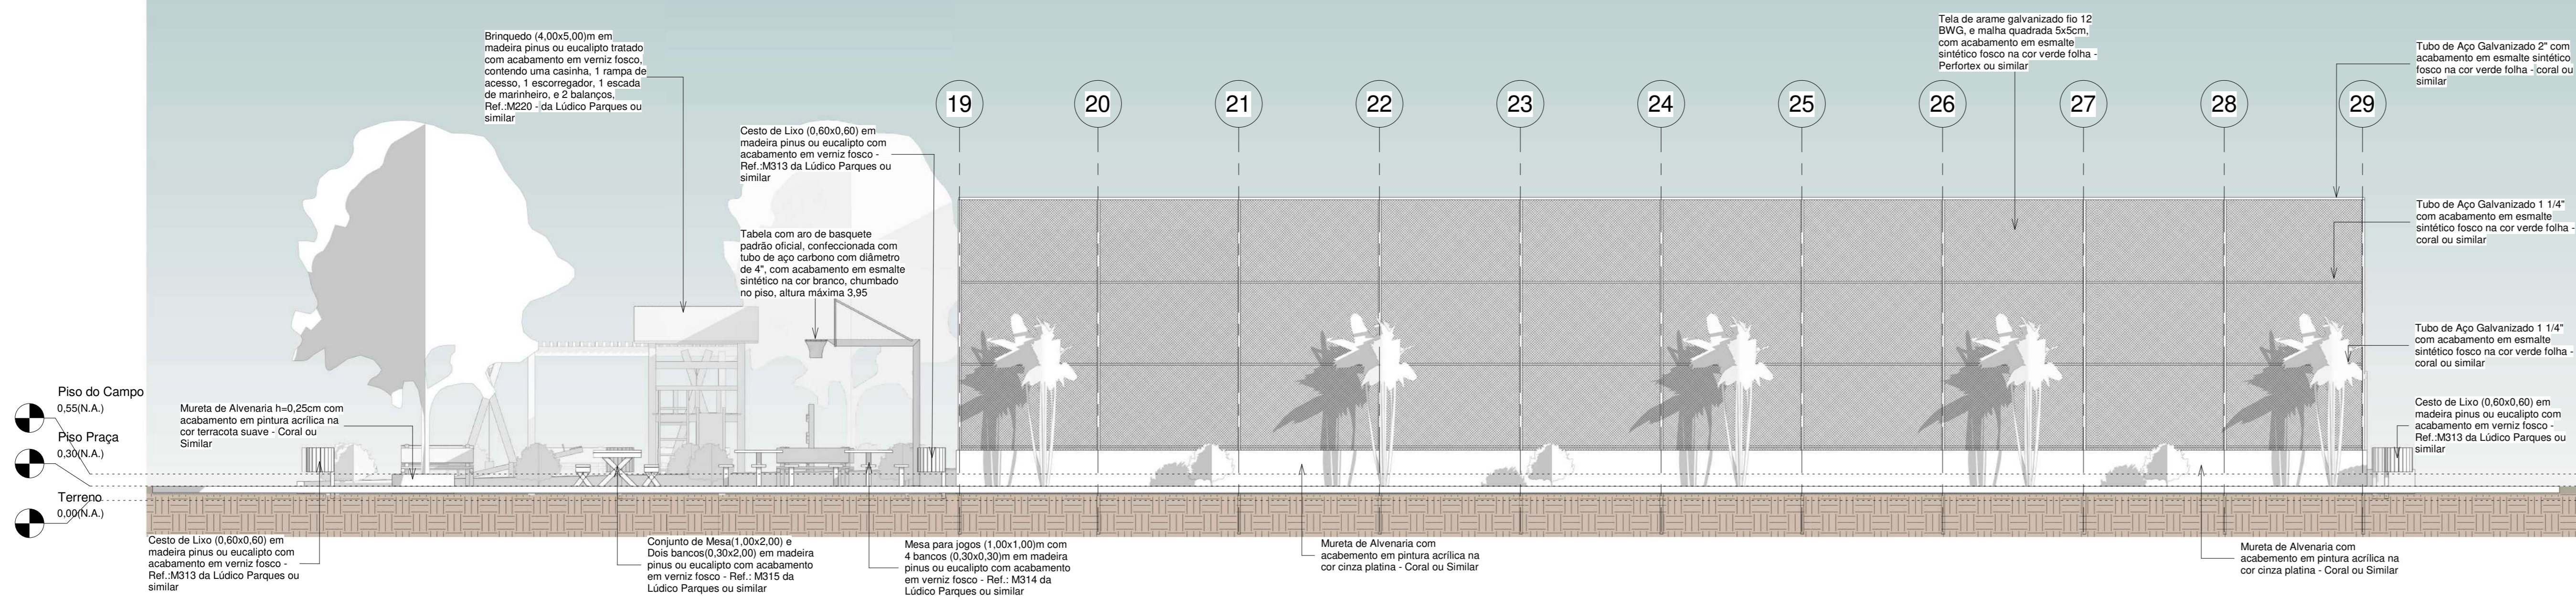 Brinquedo (4,00x5,00)m em
madeira pinus ou eucalipto tratado
com acabamento em verniz fosco,
contendo uma casinha, 1 rampa de
acesso, 1 escorregador, 1 escada
de marinheiro, e 2 balanços,
Ref.:M220 - da Lúdico Parques ou
similar
Cesto de Lixo (0,60x0,60) em
madeira pinus ou eucalipto com
acabamento em verniz fosco -
Ref.:M313 da Lúdico Parques ou
similar
Tabela com aro de basquete
padrão oficial, confeccionada com
tubo de aço carbono com diâmetro
de 4", com acabamento em esmalte
sintético na cor branco, chumbado
no piso, altura máxima 3,95
19
20
21
22
23
24
25
26
27
28
29
Tela de arame galvanizado fio 12
BWG, e malha quadrada 5x5cm,
com acabamento em esmalte
sintético fosco na cor verde folha -
Perfortex ou similar
Tubo de Aço Galvanizado 2" com
acabamento em esmalte sintético
fosco na cor verde folha - coral ou
similar
Tubo de Aço Galvanizado 1 1/4"
com acabamento em esmalte
sintético fosco na cor verde folha -
coral ou similar
Tubo de Aço Galvanizado 1 1/4"
com acabamento em esmalte
sintético fosco na cor verde folha -
coral ou similar
Cesto de Lixo (0,60x0,60) em
madeira pinus ou eucalipto com
acabamento em verniz fosco -
Ref.:M313 da Lúdico Parques ou
similar
Piso do Campo
0,55(N.A.)
Piso Praça
0,30(N.A.)
Terreno
0,00(N.A.)
Mureta de Alvenaria h=0,25cm com
acabamento em pintura acrílica na
cor terracota suave - Coral ou
Similar
Cesto de Lixo (0,60x0,60) em
madeira pinus ou eucalipto com
acabamento em verniz fosco -
Ref.:M313 da Lúdico Parques ou
similar
Conjunto de Mesa(1,00x2,00) e
Dois bancos(0,30x2,00) em madeira
pinus ou eucalipto com acabamento
em verniz fosco - Ref.: M315 da
Lúdico Parques ou similar
Mesa para jogos (1,00x1,00)m com
4 bancos (0,30x0,30)m em madeira
pinus ou eucalipto com acabamento
em verniz fosco - Ref.: M314 da
Lúdico Parques ou similar
Mureta de Alvenaria com
acabemento em pintura acrílica na
cor cinza platina - Coral ou Similar
Mureta de Alvenaria com
acabemento em pintura acrílica na
cor cinza platina - Coral ou Similar